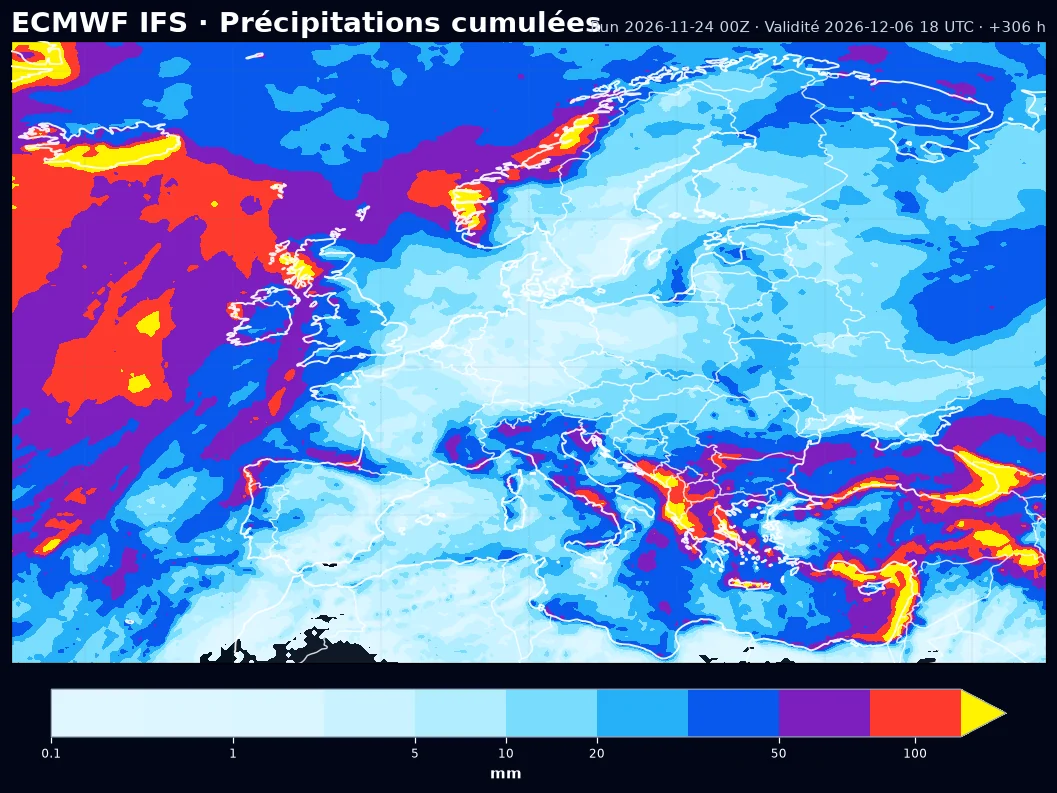 ECMWF IFS · Précipitations cumulées
Run 2026-11-24 00Z · Validité 2026-12-06 18 UTC · +306 h
0.1 1 5 10 20 50 100
mm